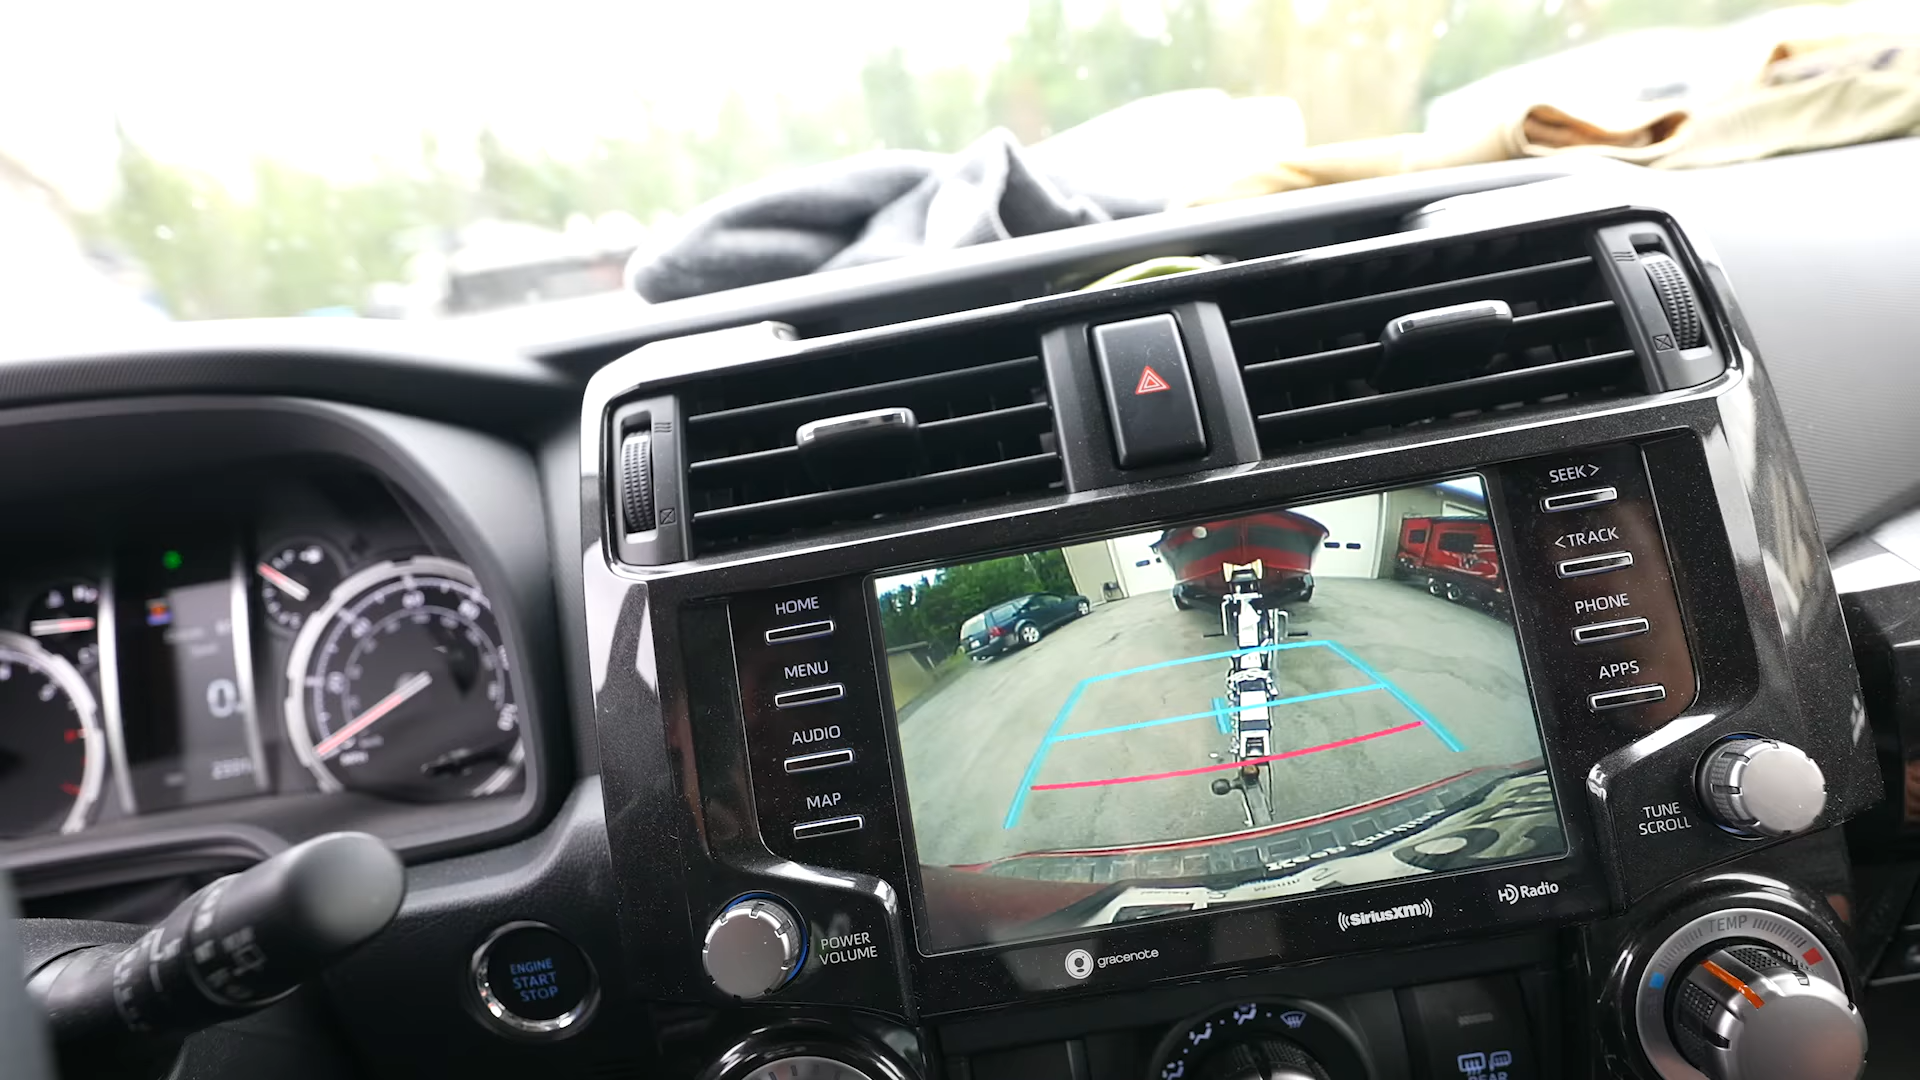 SEEK >
< TRACK
PHONE
APPS
HOME
MENU
AUDIO
MAP
TUNE
SCROLL
POWER
VOLUME
ENGINE
START
STOP
gracenote
((SiriusXM))
HD Radio
TEMP
REAR